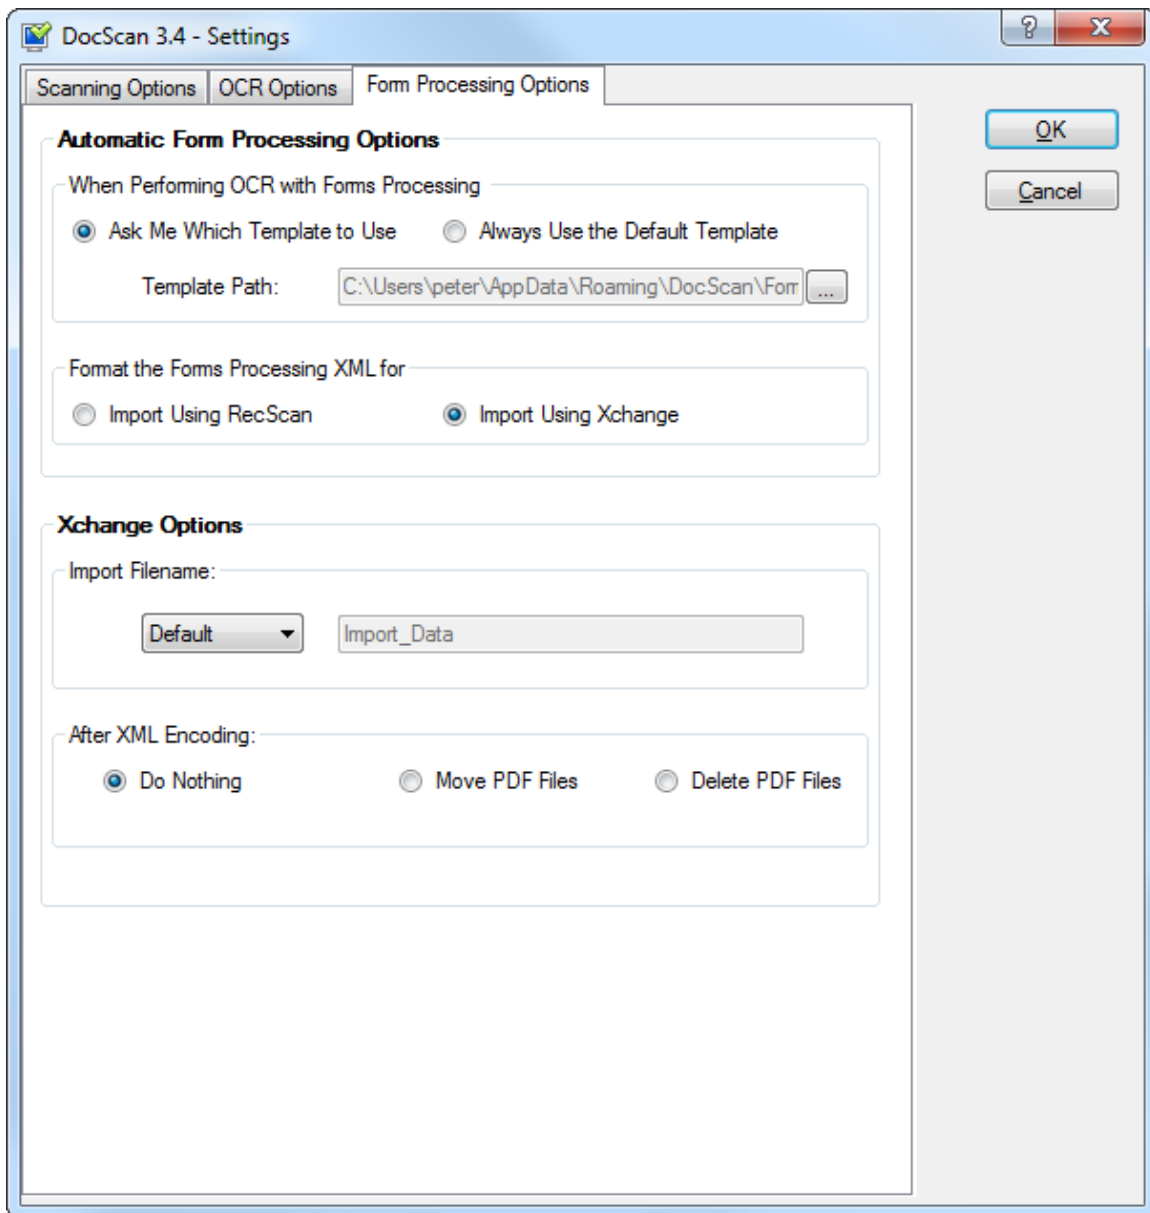 DocScan 3.4 - Settings
?
X
Scanning Options
OCR Options
Form Processing Options
OK
Cancel
Automatic Form Processing Options
When Performing OCR with Forms Processing
Ask Me Which Template to Use
Always Use the Default Template
Template Path:
C:\Users\peter\AppData\Roaming\DocScan\Forn
...
Format the Forms Processing XML for
Import Using RecScan
Import Using Xchange
Xchange Options
Import Filename:
Default
Import_Data
After XML Encoding:
Do Nothing
Move PDF Files
Delete PDF Files